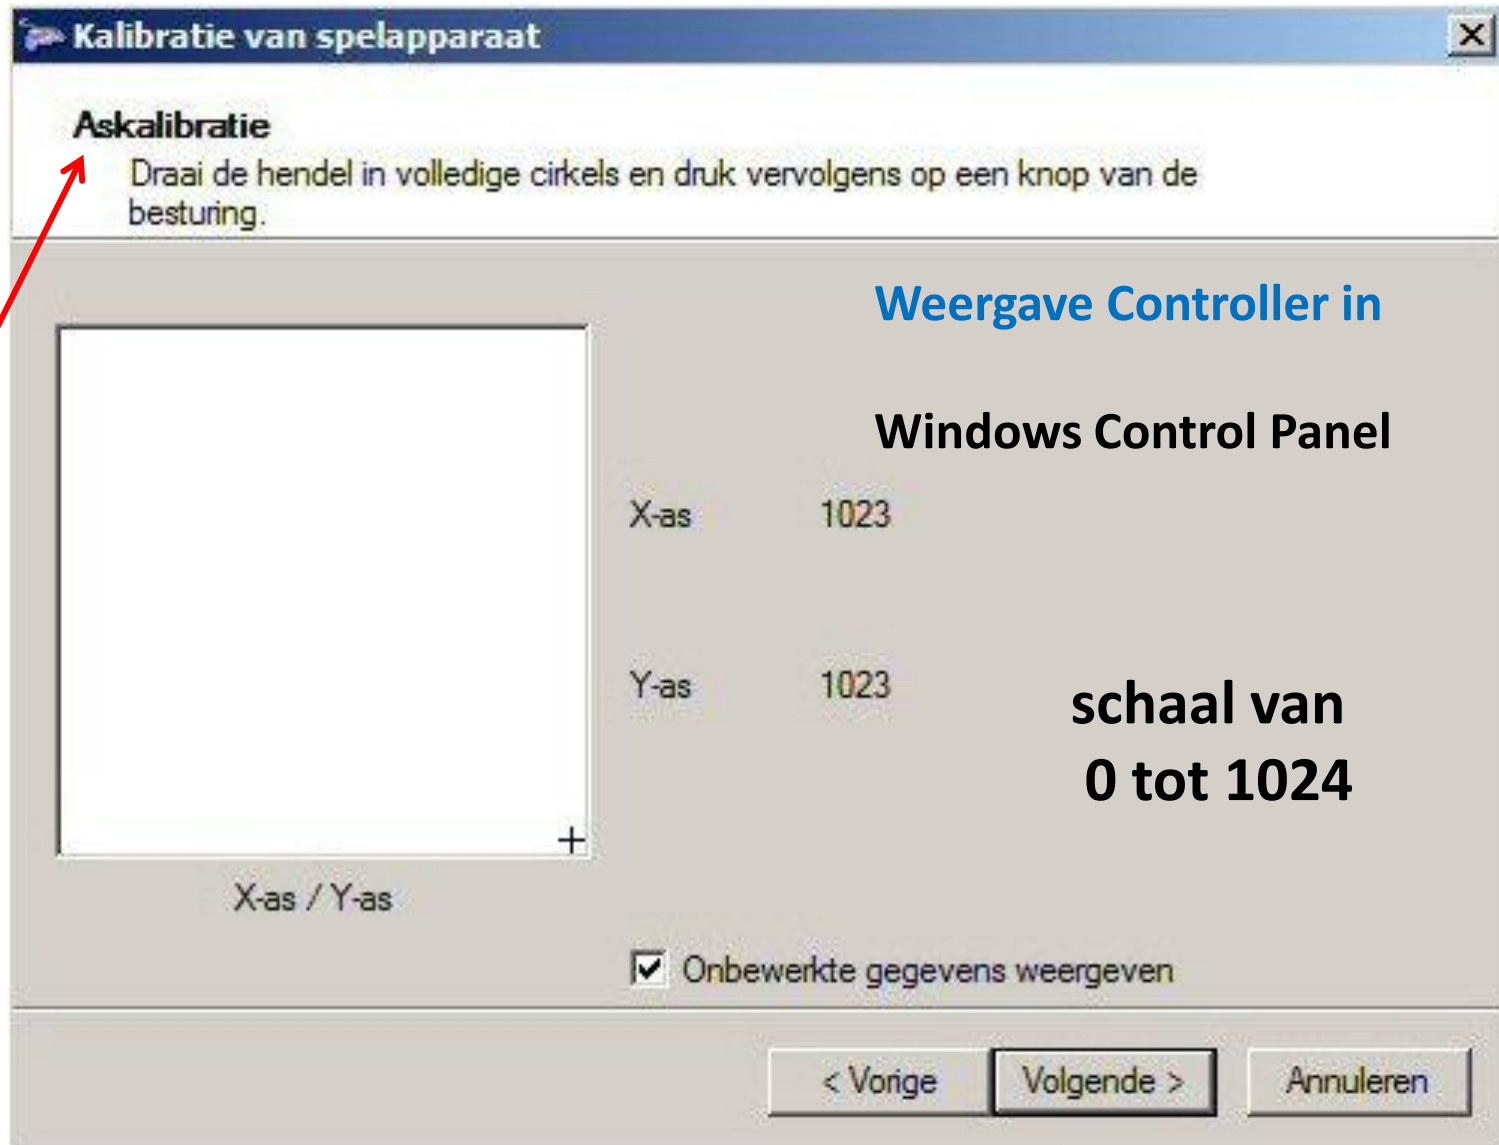 Kalibratie van spelapparaat
Askalibratie
Draai de hendel in volledige cirkels en druk vervolgens op een knop van de
besturing.
Weergave Controller in
Windows Control Panel
X-as 1023
Y-as 1023
schaal van
0 tot 1024
X-as / Y-as
Onbewerkte gegevens weergeven
< Vorige Volgende > Annuleren